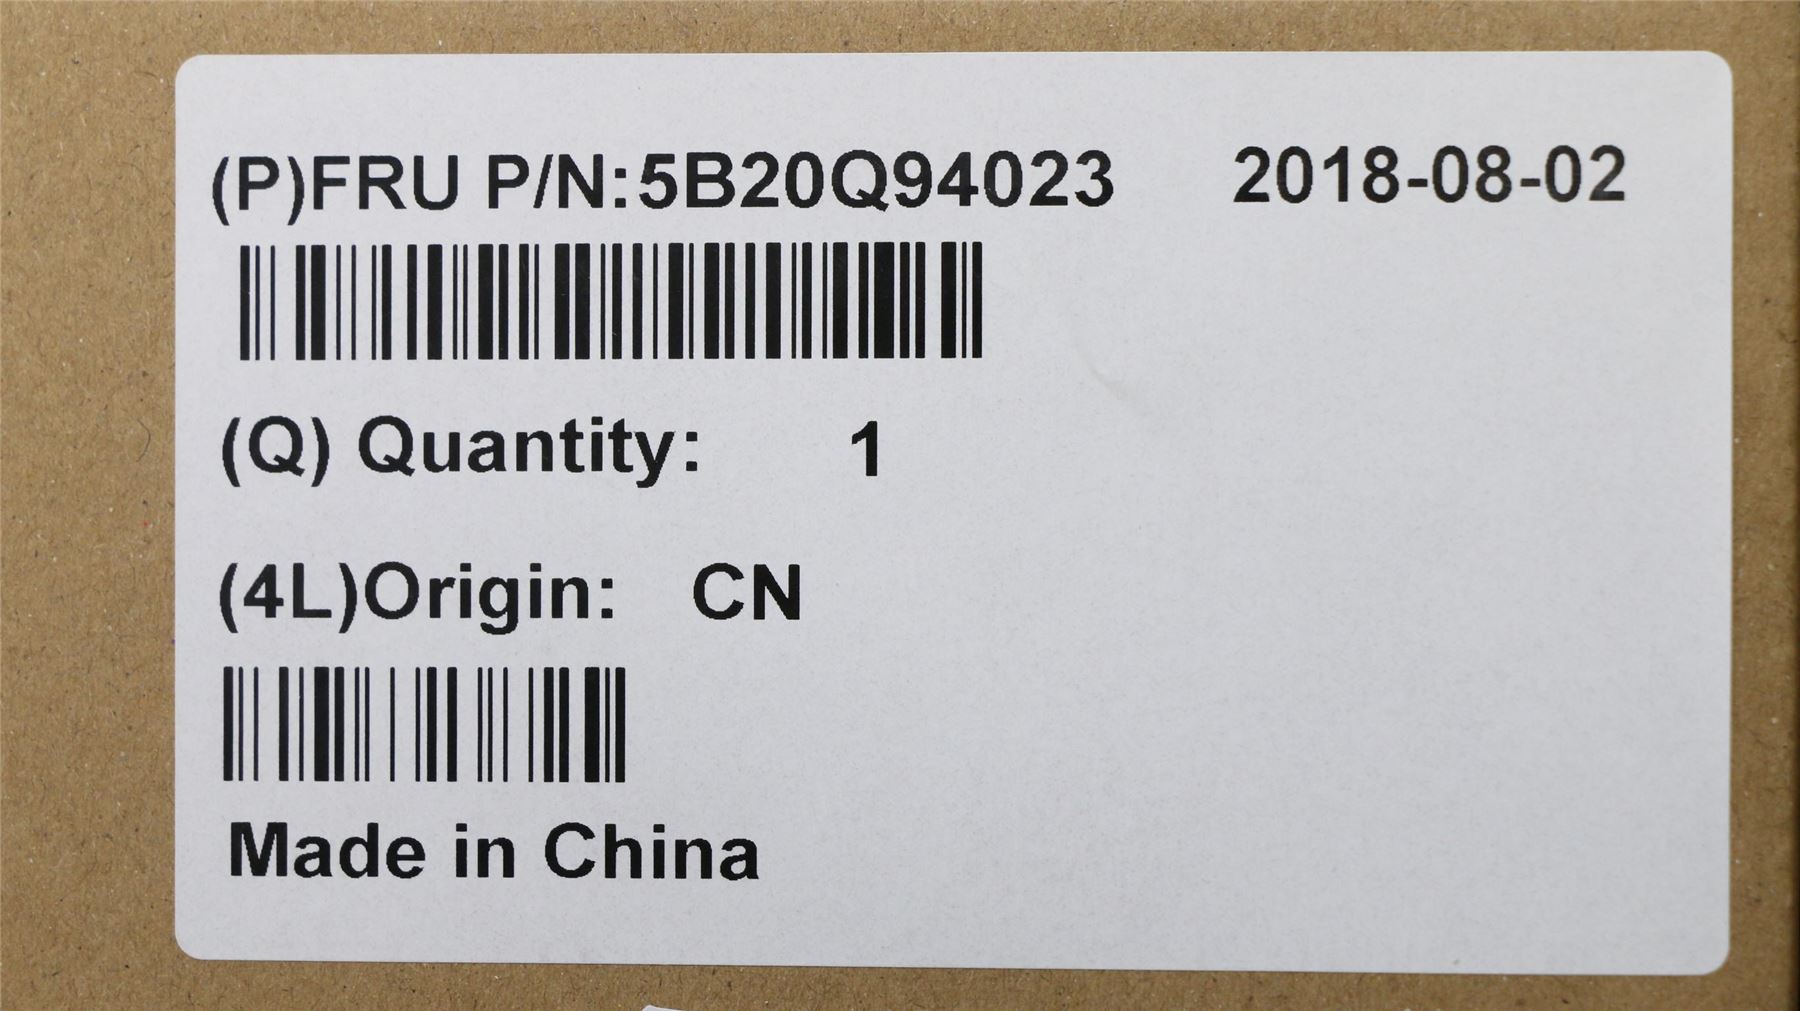 (P)FRU P/N:5B20Q94023 2018-08-02
(Q) Quantity: 1
(4L)Origin: CN
Made in China